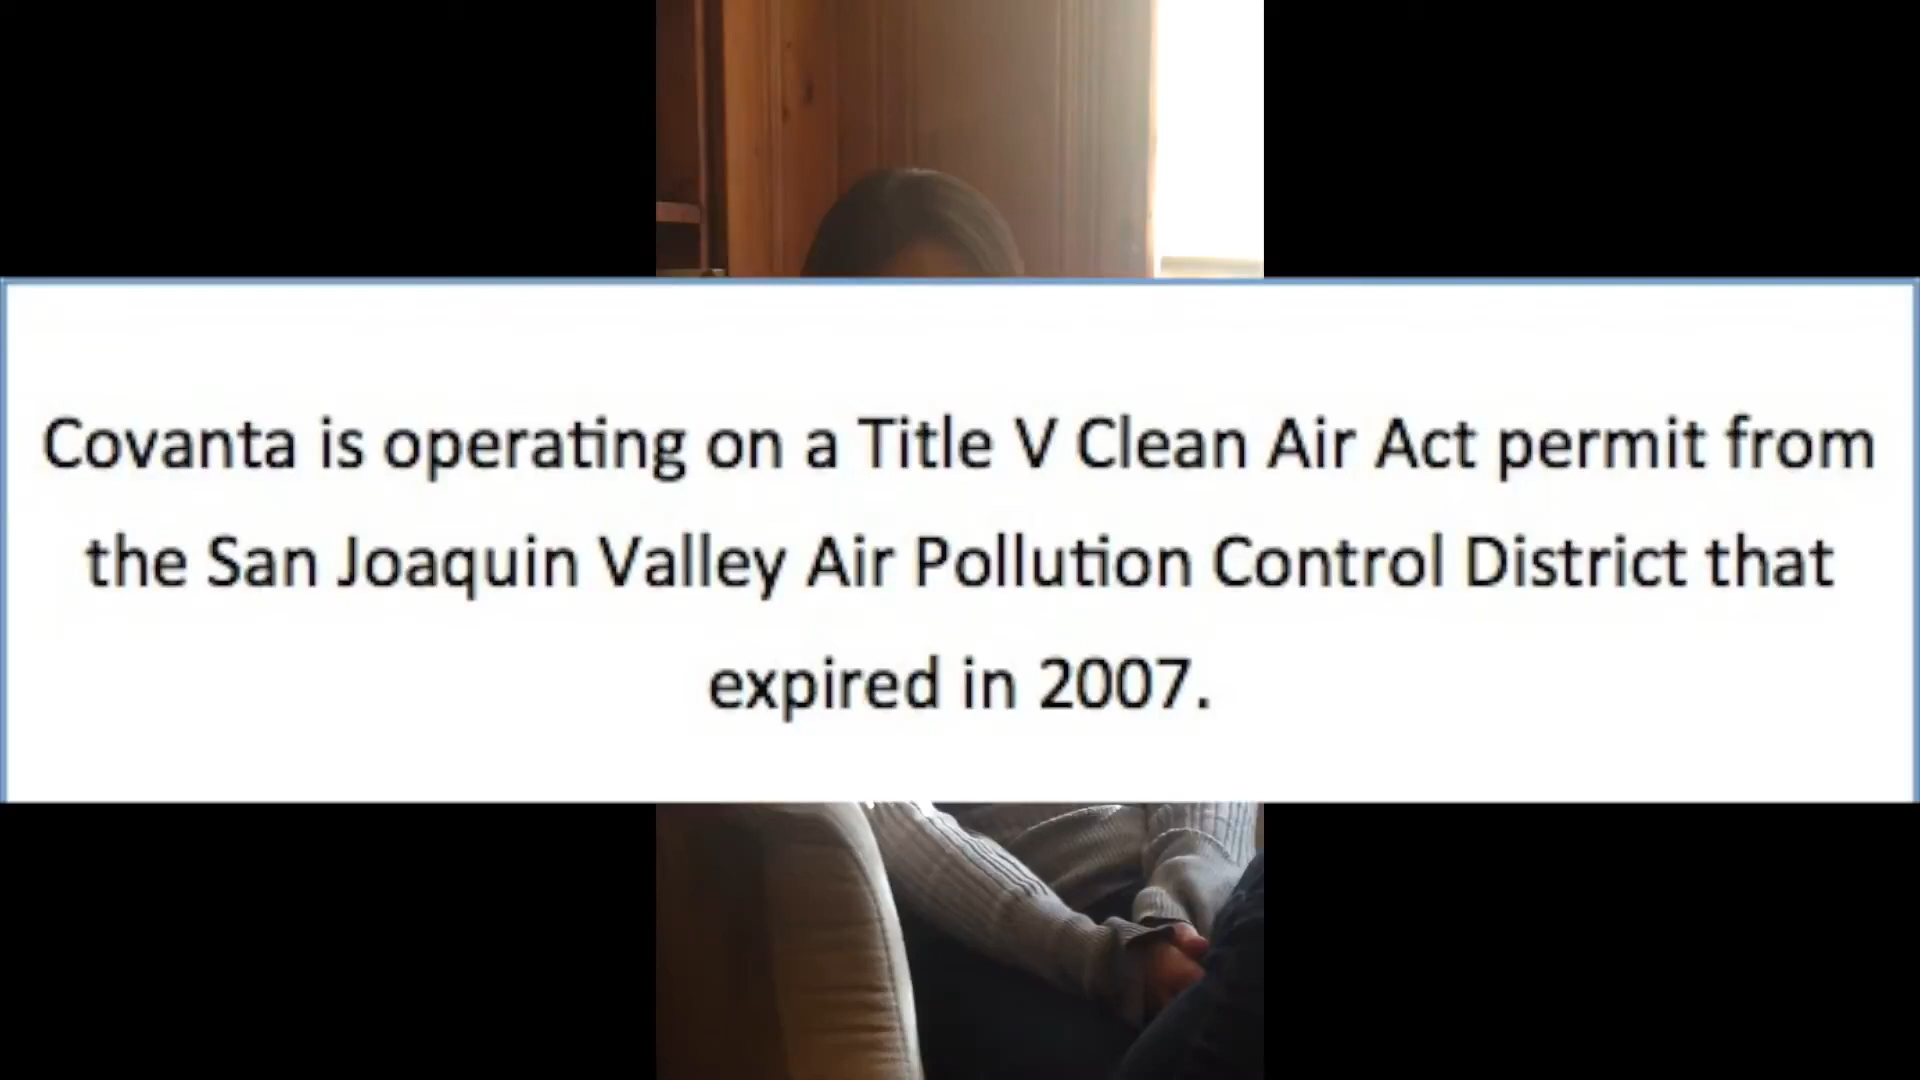 Covanta is operating on a Title V Clean Air Act permit from
the San Joaquin Valley Air Pollution Control District that
expired in 2007.